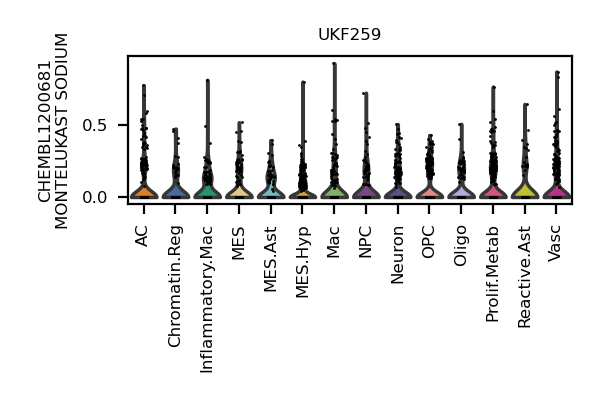 UKF259
CHEMBL1200681
MONTELUKAST SODIUM
0.5
0.0
AC
Chromatin.Reg
Inflammatory.Mac
MES
MES.Ast
MES.Hyp
Mac
NPC
Neuron
OPC
Oligo
Prolif.Metab
Reactive.Ast
Vasc